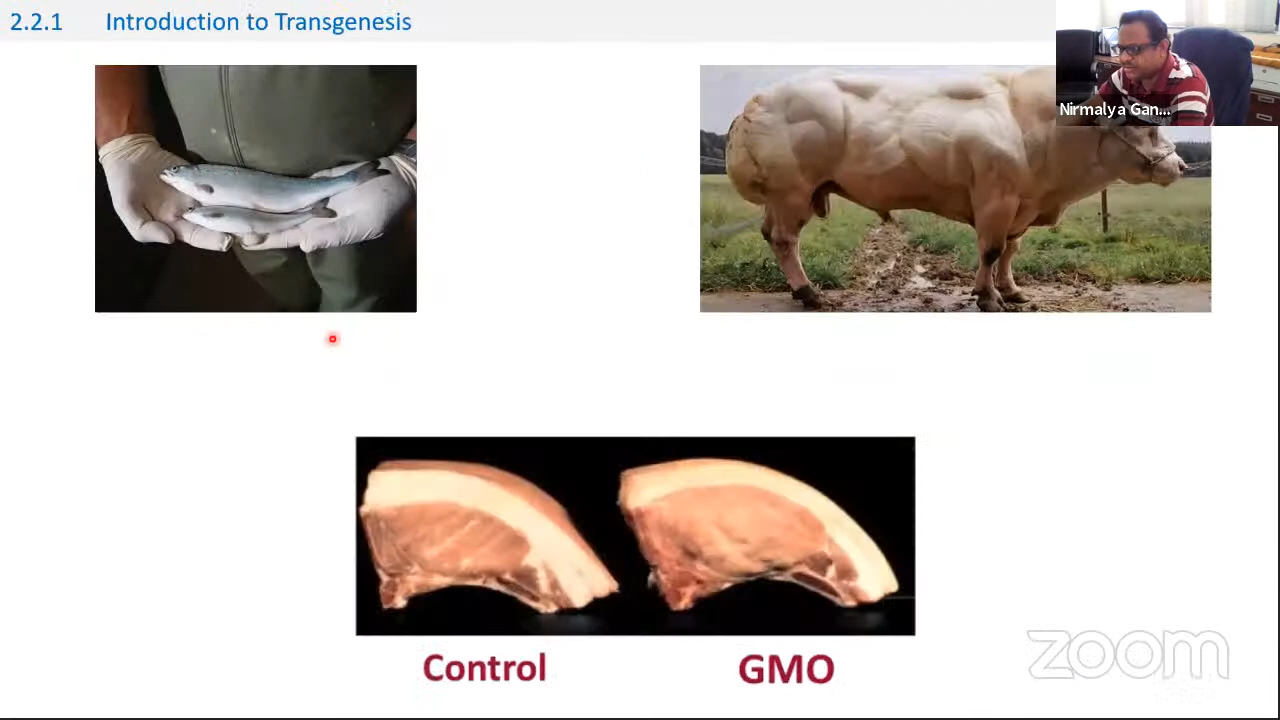 2.2.1 Introduction to Transgenesis
Nirmalya Gan...
Control GMO
zoom